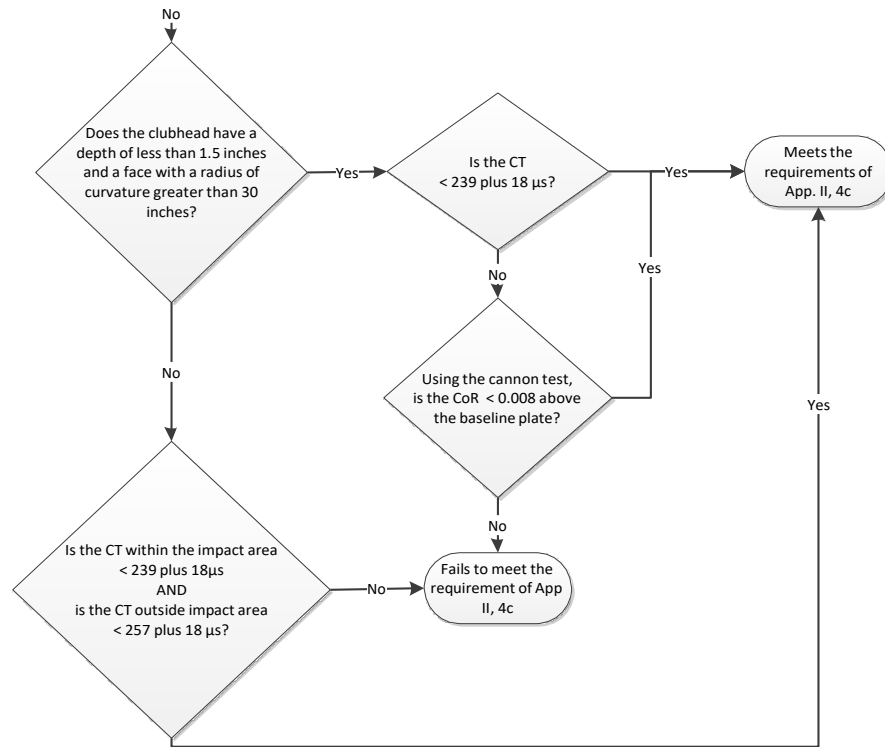 No
Does the clubhead have a
depth of less than 1.5 inches
and a face with a radius of
curvature greater than 30
inches?
Yes
Is the CT
< 239 plus 18 µs?
Yes
Meets the
requirements of
App. II, 4c
No
Yes
No
Using the cannon test,
is the CoR < 0.008 above
the baseline plate?
Yes
No
Is the CT within the impact area
< 239 plus 18µs
AND
is the CT outside impact area
< 257 plus 18 µs?
No
Fails to meet the
requirement of App
II, 4c